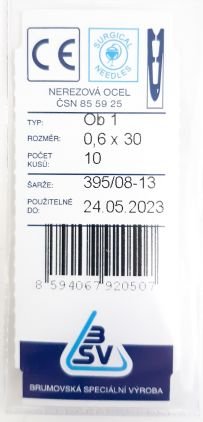 CE
SURGICAL NEEDLES
NEREZOVÁ OCEL
ČSN 85 59 25
TYP: Ob 1
ROZMĚR: 0,6 x 30
POČET KUSŮ: 10
ŠARŽE: 395/08-13
POUŽITELNÉ DO: 24.05.2023
8 594067 920507
BSV
BRUMOVSKÁ SPECIÁLNÍ VÝROBA